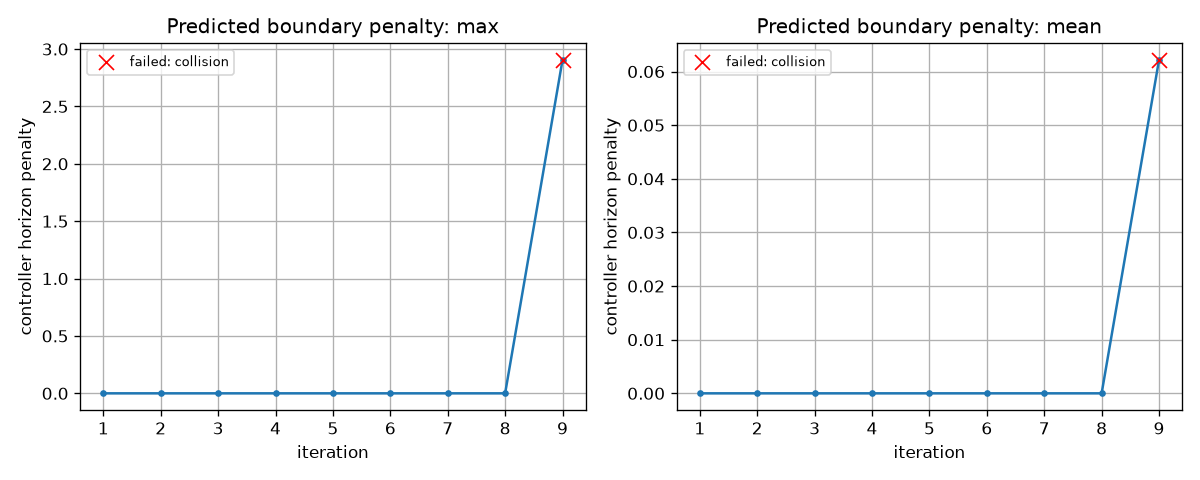 Predicted boundary penalty: max
failed: collision
controller horizon penalty
3.0
2.5
2.0
1.5
1.0
0.5
0.0
1 2 3 4 5 6 7 8 9
iteration
Predicted boundary penalty: mean
failed: collision
controller horizon penalty
0.06
0.05
0.04
0.03
0.02
0.01
0.00
1 2 3 4 5 6 7 8 9
iteration